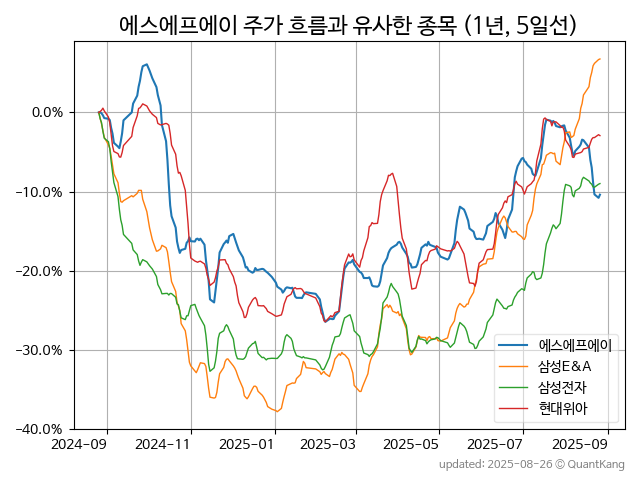 에스에프에이 주가 흐름과 유사한 종목 (1년, 5일선)
0.0%
−10.0%
−20.0%
−30.0%
−40.0%
에스에프에이
삼성E&A
삼성전자
현대위아
2024-09 2024-11 2025-01 2025-03 2025-05 2025-07 2025-09
updated: 2025-08-26 © QuantKang